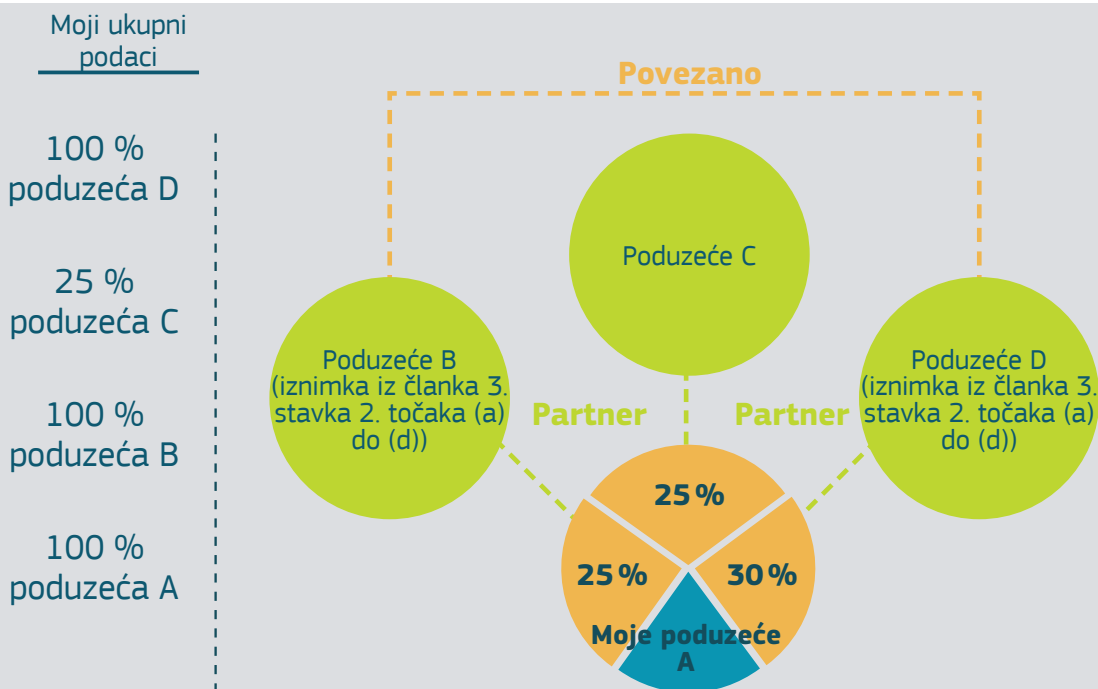 Moji ukupni
podaci
100 %
poduzeća D
25 %
poduzeća C
100 %
poduzeća B
100 %
poduzeća A
Povezano
Poduzeće C
Poduzeće B
(iznimka iz članka 3.
stavka 2. točaka (a)
do (d))
Partner
Partner
Poduzeće D
(iznimka iz članka 3.
stavka 2. točaka (a)
do (d))
25 %
25 %
30 %
Moje poduzeće
A